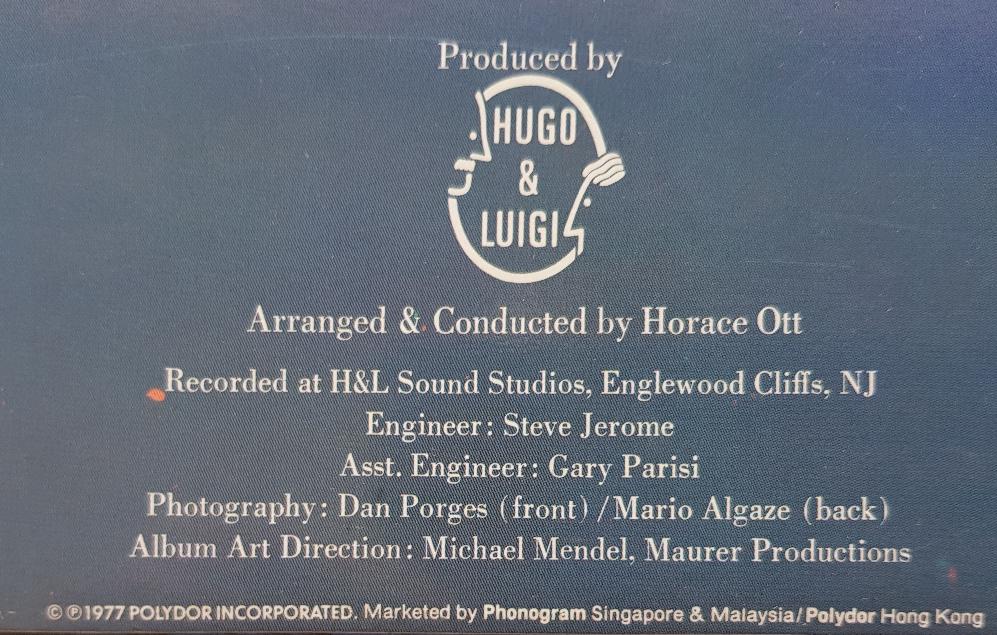 Produced by
HUGO
&
LUIGI
Arranged & Conducted by Horace Ott
Recorded at H&L Sound Studios, Englewood Cliffs, NJ
Engineer: Steve Jerome
Asst. Engineer: Gary Parisi
Photography: Dan Porges (front)/Mario Algaze (back)
Album Art Direction: Michael Mendel, Maurer Productions
© ℗ 1977 POLYDOR INCORPORATED. Marketed by Phonogram Singapore & Malaysia/Polydor Hong Kong